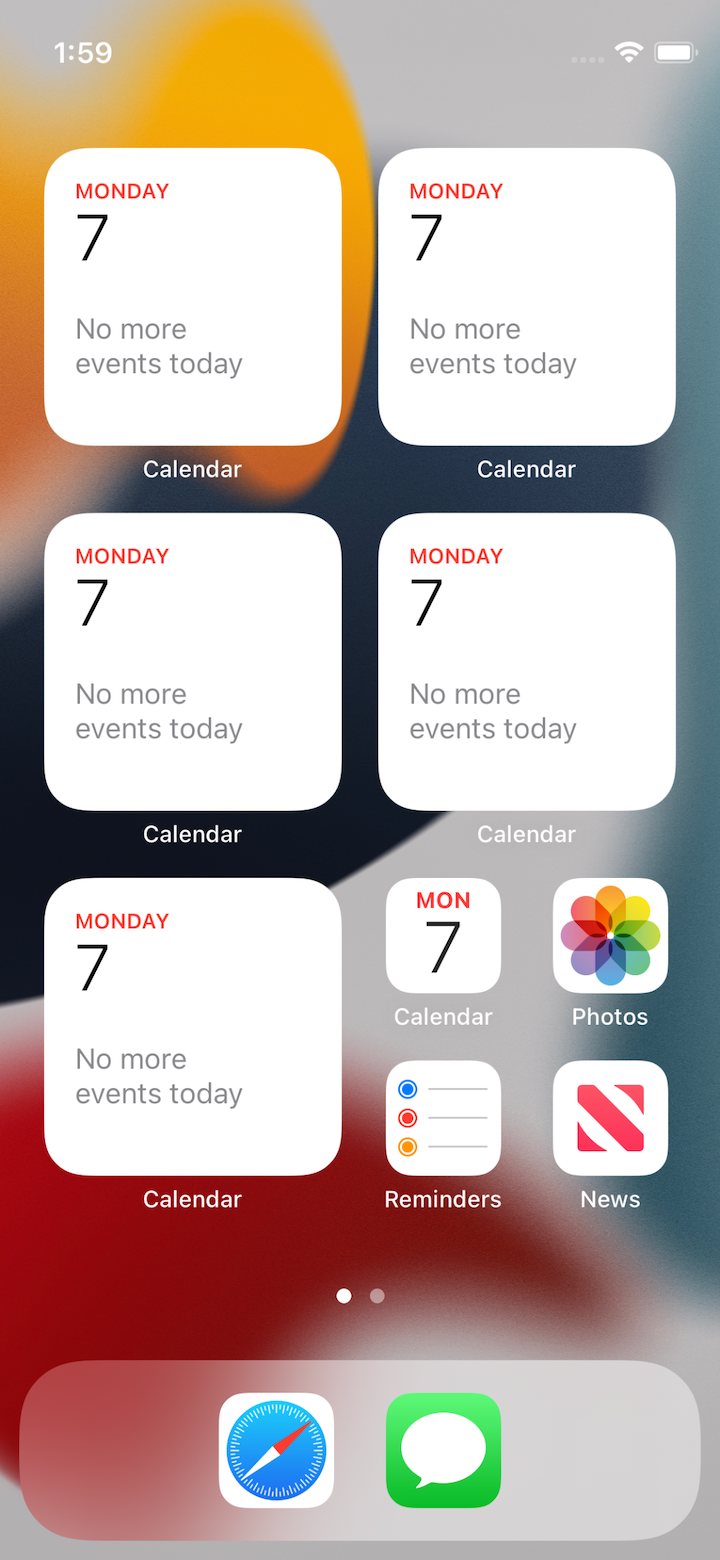 1:59
MONDAY
7
No more
events today
Calendar
MONDAY
7
No more
events today
Calendar
MONDAY
7
No more
events today
Calendar
MONDAY
7
No more
events today
Calendar
MONDAY
7
No more
events today
Calendar
MON
7
Calendar
Photos
Reminders
News